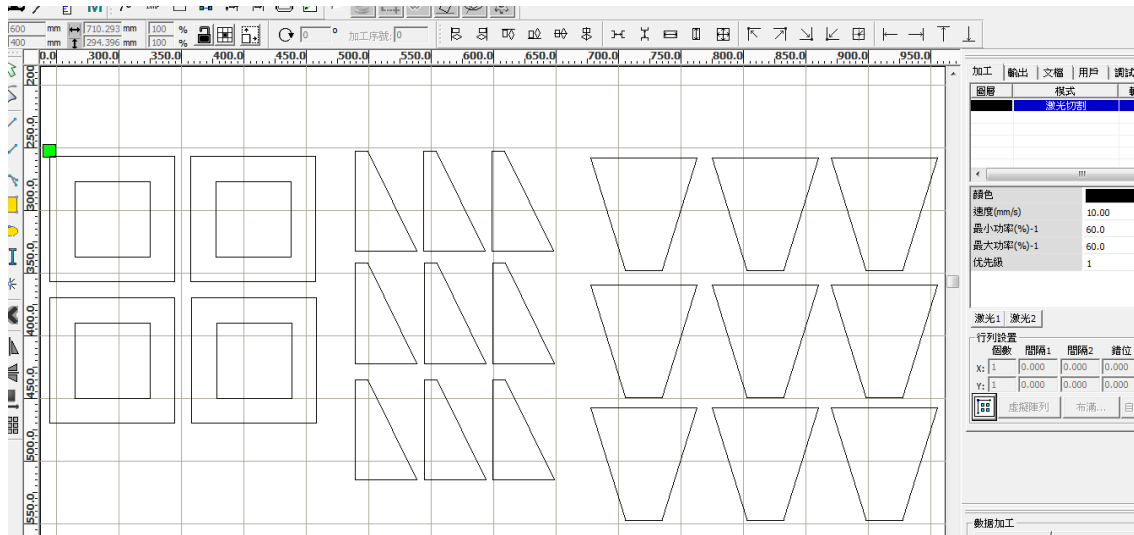 600 mm 710.293 mm 100 %
400 mm 294.396 mm 100 %
0 ° 加工序號: 0
0.0 300.0 350.0 400.0 450.0 500.0 550.0 600.0 650.0 700.0 750.0 800.0 850.0 900.0 950.0
200
250.0
300.0
350.0
400.0
450.0
500.0
550.0
加工 輸出 文檔 用戶 調試
圖層 模式
激光切割
顏色
速度(mm/s) 10.00
最小功率(%)-1 60.0
最大功率(%)-1 60.0
优先級 1
激光1 激光2
行列設置
個數 間隔1 間隔2 錯位
X: 1 0.000 0.000 0.000
Y: 1 0.000 0.000 0.000
虛擬陣列 布滿... 自
數据加工